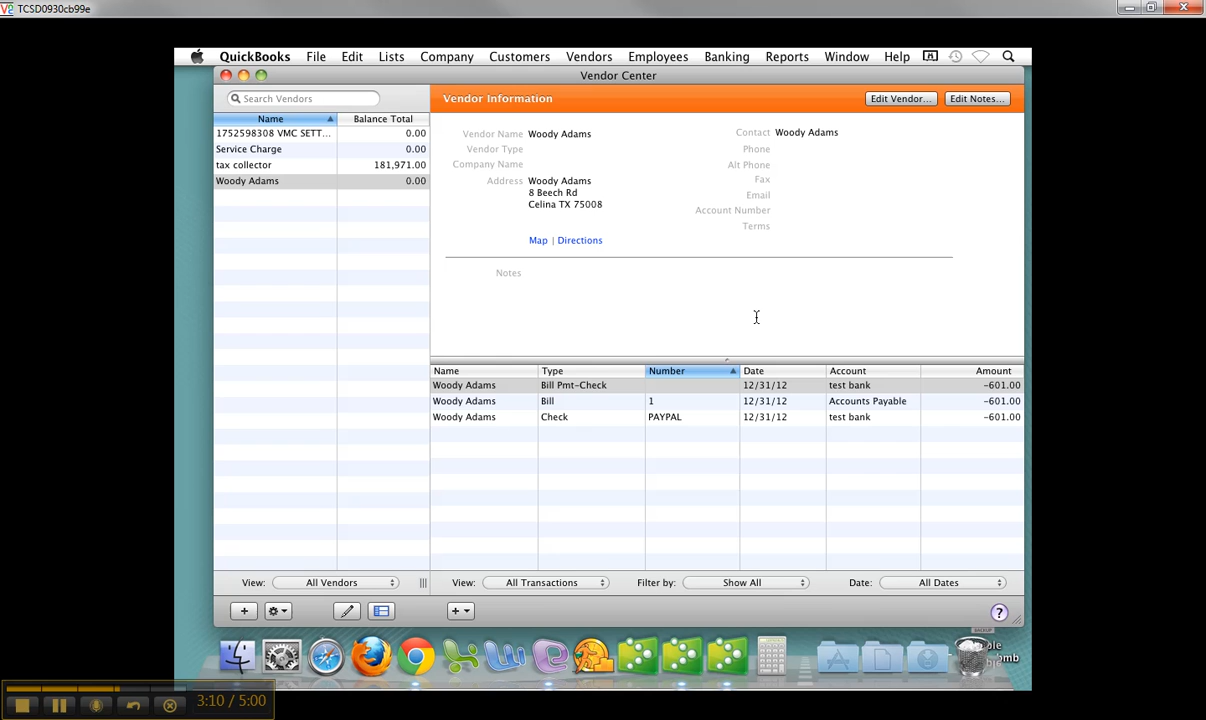 TCSD0930cb99e
QuickBooks File Edit Lists Company Customers Vendors Employees Banking Reports Window Help
Vendor Center
Search Vendors
Vendor Information
Edit Vendor...
Edit Notes...
Name Balance Total
1752598308 VMC SETT... 0.00
Service Charge 0.00
tax collector 181,971.00
Woody Adams 0.00
Vendor Name Woody Adams
Vendor Type
Company Name
Address Woody Adams
8 Beech Rd
Celina TX 75008
Map | Directions
Contact Woody Adams
Phone
Alt Phone
Fax
Email
Account Number
Terms
Notes
Name Type Number Date Account Amount
Woody Adams Bill Pmt-Check 12/31/12 test bank -601.00
Woody Adams Bill 1 12/31/12 Accounts Payable -601.00
Woody Adams Check PAYPAL 12/31/12 test bank -601.00
View: All Vendors
View: All Transactions
Filter by: Show All
Date: All Dates
3:10 / 5:00